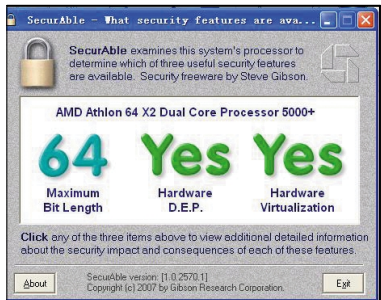 SecurAble - What security features are ava...
SecurAble examines this system's processor to
determine which of three useful security features
are available. Security freeware by Steve Gibson.
AMD Athlon 64 X2 Dual Core Processor 5000+
64 Yes Yes
Maximum Hardware Hardware
Bit Length D.E.P. Virtualization
Click any of the three items above to view additional detailed information
about the security impact and consequences of each of these features.
About
SecurAble version: [1.0.2570.1]
Copyright (c) 2007 by Gibson Research Corporation.
Exit